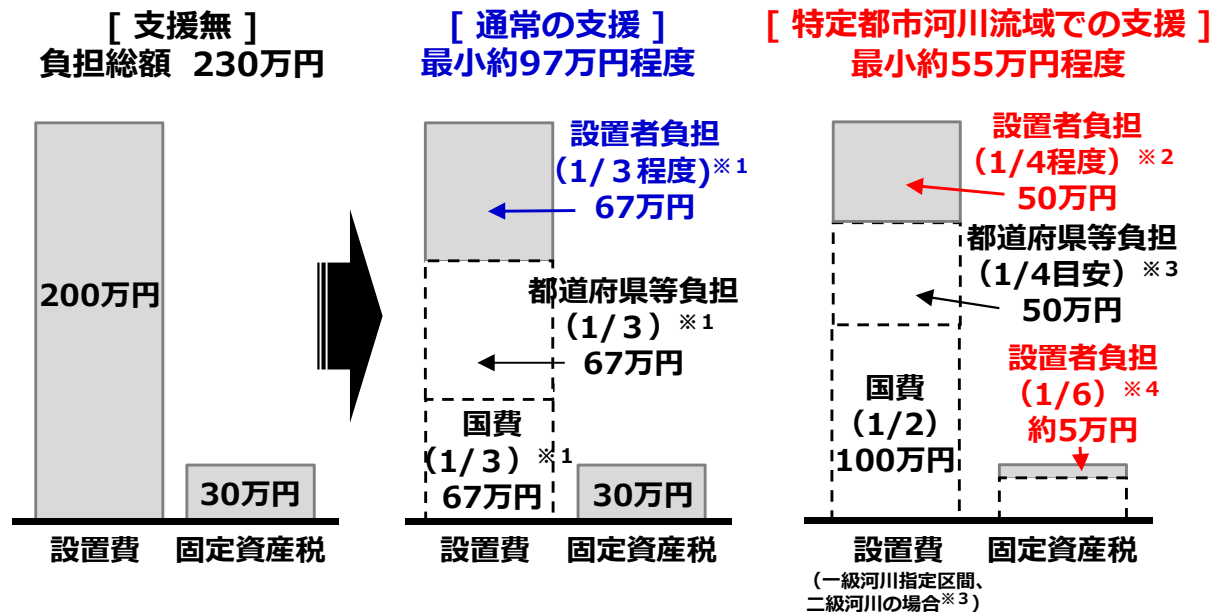 [ 支援無 ]
負担総額 230万円
200万円
30万円
設置費
固定資産税
[ 通常の支援 ]
最小約97万円程度
設置者負担
(1/３程度)※1
67万円
都道府県等負担
（1/3）※1
67万円
国費
（1/3）※1
67万円
30万円
設置費
固定資産税
[ 特定都市河川流域での支援 ]
最小約55万円程度
設置者負担
（1/4程度）※2
50万円
都道府県等負担
（1/4目安）※3
50万円
国費
（1/2）
100万円
設置者負担
（1/6）※4
約5万円
設置費
（一級河川指定区間、
二級河川の場合※3）
固定資産税